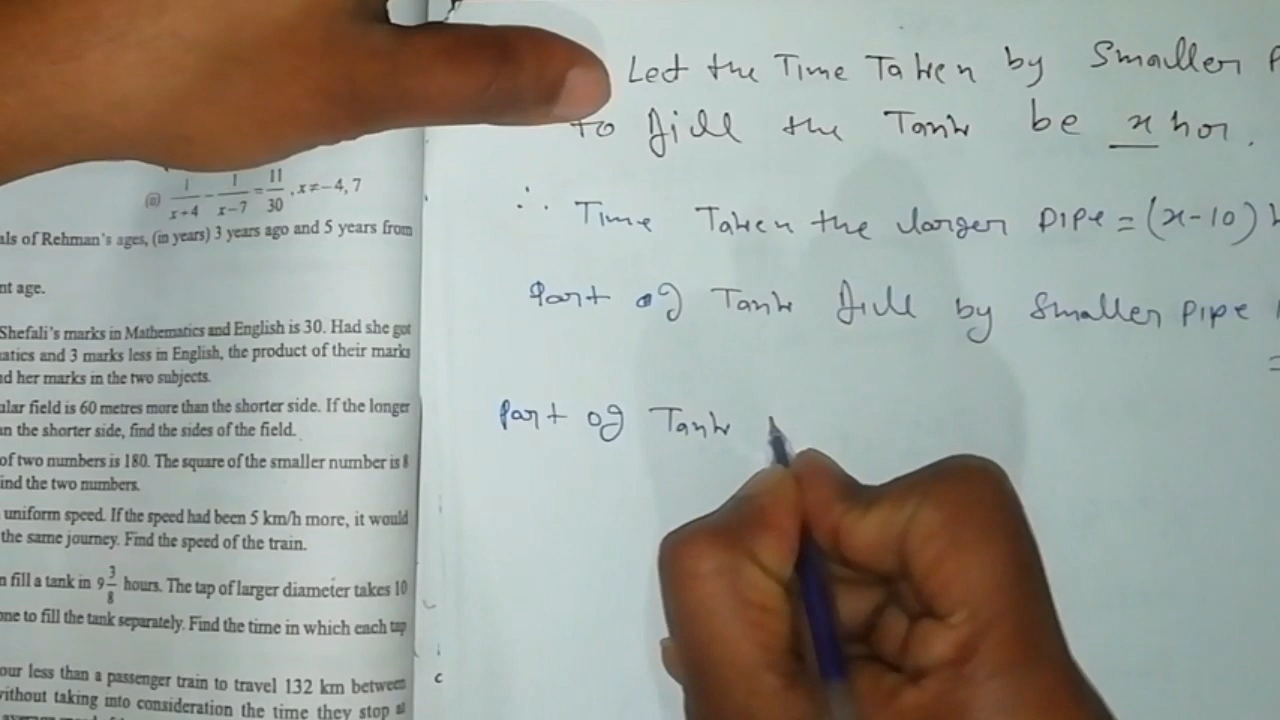 (ii) 1/x+4 - 1/x-7 = 11/30 , x ≠ -4, 7
als of Rehman's ages, (in years) 3 years ago and 5 years from
nt age.
Shefali's marks in Mathematics and English is 30. Had she got
atics and 3 marks less in English, the product of their marks
d her marks in the two subjects.
ular field is 60 metres more than the shorter side. If the longer
an the shorter side, find the sides of the field.
of two numbers is 180. The square of the smaller number is 8
ind the two numbers.
uniform speed. If the speed had been 5 km/h more, it would
the same journey. Find the speed of the train.
n fill a tank in 9 3/8 hours. The tap of larger diameter takes 10
one to fill the tank separately. Find the time in which each tap
our less than a passenger train to travel 132 km between
without taking into consideration the time they stop at
Let the Time Taken by Smaller P
to fill the Tank be x hor.
∴ Time Taken the larger pipe = (x-10) h
Part of Tank fill by smaller pipe
=
Part of Tank